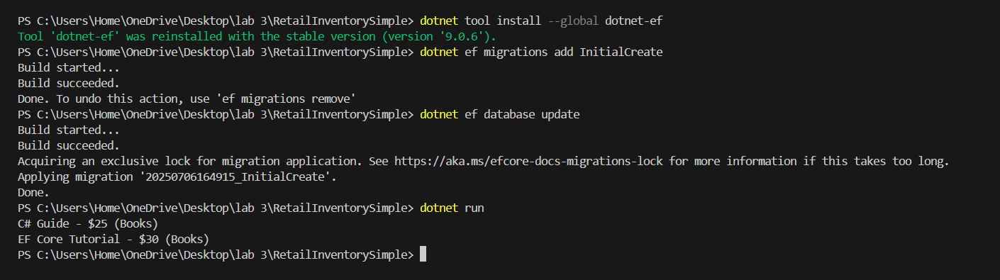 PS C:\Users\Home\OneDrive\Desktop\lab 3\RetailInventorySimple> dotnet tool install --global dotnet-ef
Tool 'dotnet-ef' was reinstalled with the stable version (version '9.0.6').
PS C:\Users\Home\OneDrive\Desktop\lab 3\RetailInventorySimple> dotnet ef migrations add InitialCreate
Build started...
Build succeeded.
Done. To undo this action, use 'ef migrations remove'
PS C:\Users\Home\OneDrive\Desktop\lab 3\RetailInventorySimple> dotnet ef database update
Build started...
Build succeeded.
Acquiring an exclusive lock for migration application. See https://aka.ms/efcore-docs-migrations-lock for more information if this takes too long.
Applying migration '20250706164915_InitialCreate'.
Done.
PS C:\Users\Home\OneDrive\Desktop\lab 3\RetailInventorySimple> dotnet run
C# Guide - $25 (Books)
EF Core Tutorial - $30 (Books)
PS C:\Users\Home\OneDrive\Desktop\lab 3\RetailInventorySimple>